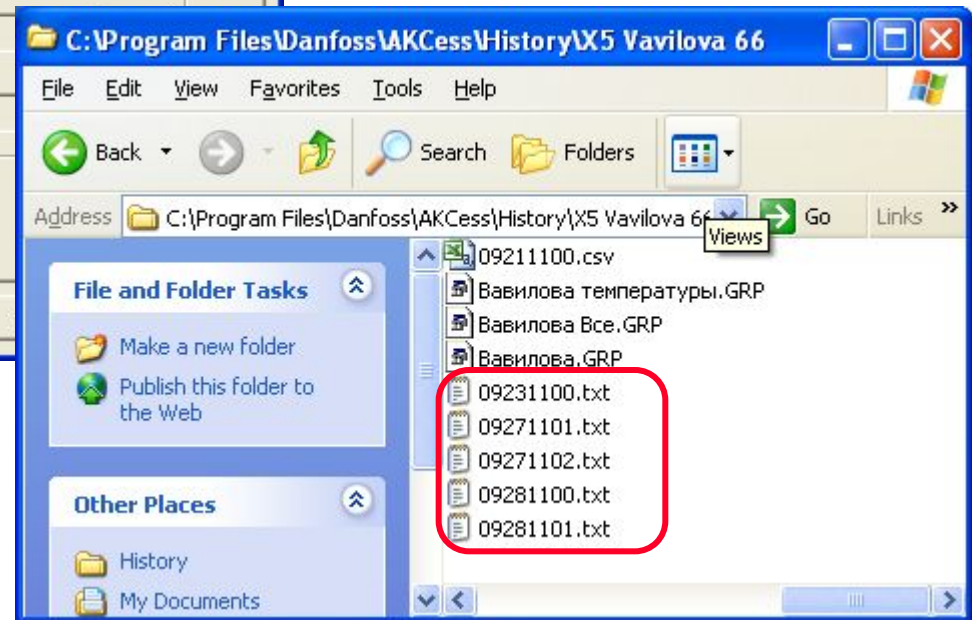 C:\Program Files\Danfoss\AKCess\History\X5 Vavilova 66
File Edit View Favorites Tools Help
Back Search Folders
Address C:\Program Files\Danfoss\AKCess\History\X5 Vavilova 66 Go Links »
Views
File and Folder Tasks
Make a new folder
Publish this folder to
the Web
Other Places
History
My Documents
09211100.csv
Вавилова температуры.GRP
Вавилова Все.GRP
Вавилова.GRP
09231100.txt
09271101.txt
09271102.txt
09281100.txt
09281101.txt